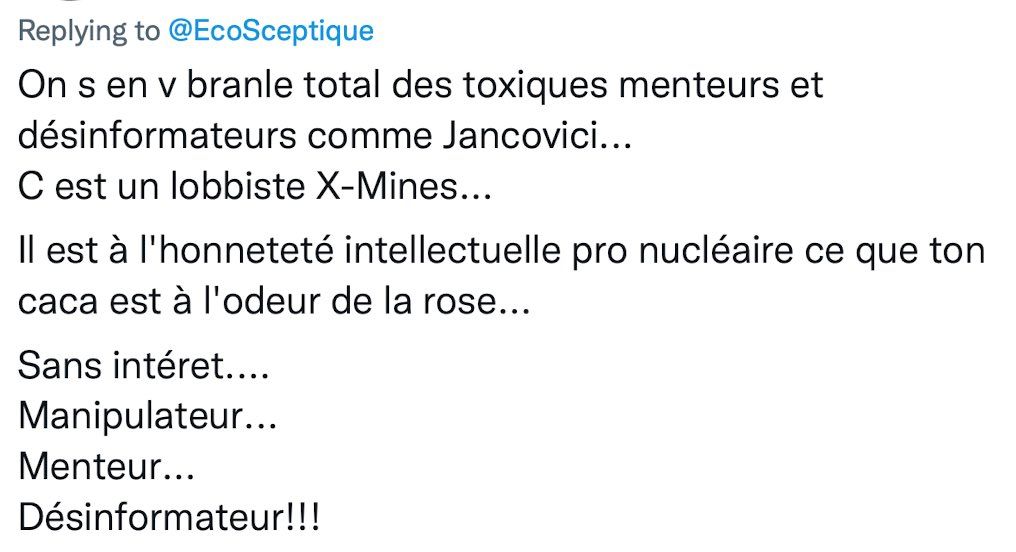 Replying to @EcoSceptique
On s en v branle total des toxiques menteurs et
désinformateurs comme Jancovici...
C est un lobbiste X-Mines...
Il est à l'honneteté intellectuelle pro nucléaire ce que ton
caca est à l'odeur de la rose...
Sans intéret....
Manipulateur...
Menteur...
Désinformateur!!!